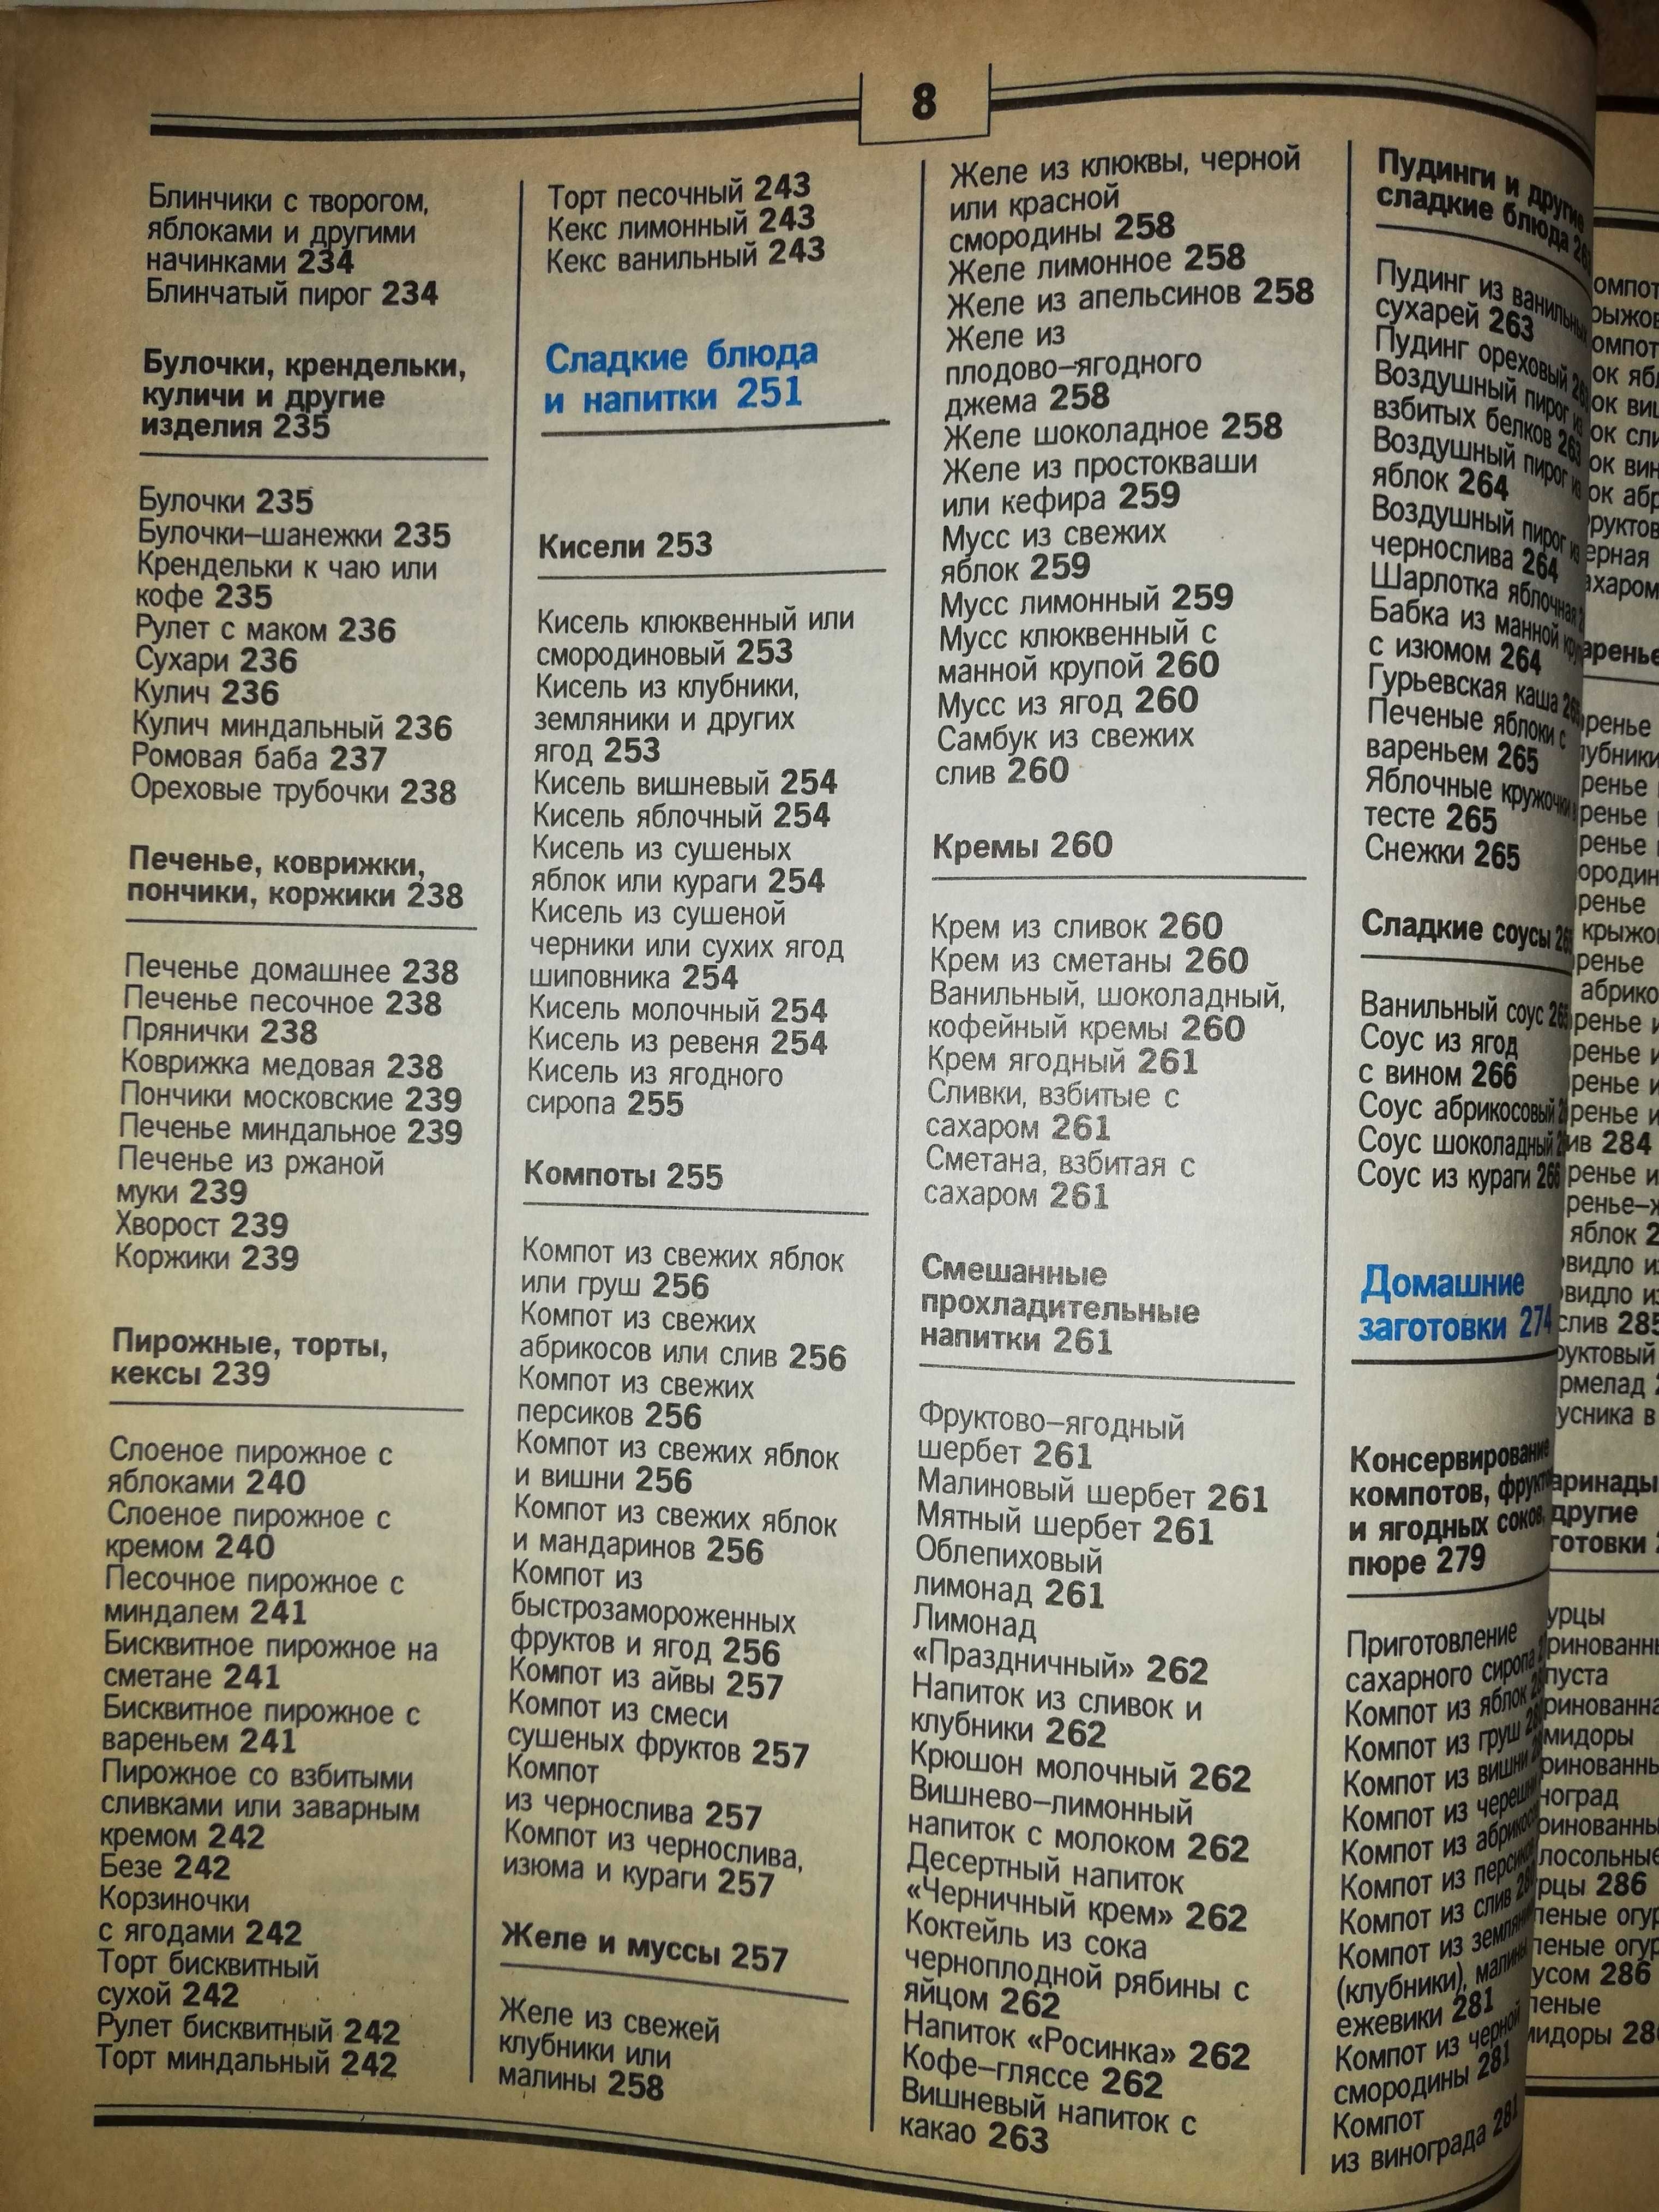 8
Блинчики с творогом,
яблоками и другими
начинками 234
Блинчатый пирог 234
Булочки, крендельки,
куличи и другие
изделия 235
Булочки 235
Булочки–шанежки 235
Крендельки к чаю или
кофе 235
Рулет с маком 236
Сухари 236
Кулич 236
Кулич миндальный 236
Ромовая баба 237
Ореховые трубочки 238
Печенье, коврижки,
пончики, коржики 238
Печенье домашнее 238
Печенье песочное 238
Прянички 238
Коврижка медовая 238
Пончики московские 239
Печенье миндальное 239
Печенье из ржаной
муки 239
Хворост 239
Коржики 239
Пирожные, торты,
кексы 239
Слоеное пирожное с
яблоками 240
Слоеное пирожное с
кремом 240
Песочное пирожное с
миндалем 241
Бисквитное пирожное на
сметане 241
Бисквитное пирожное с
вареньем 241
Пирожное со взбитыми
сливками или заварным
кремом 242
Безе 242
Корзиночки
с ягодами 242
Торт бисквитный
сухой 242
Рулет бисквитный 242
Торт миндальный 242
Торт песочный 243
Кекс лимонный 243
Кекс ванильный 243
Сладкие блюда
и напитки 251
Кисели 253
Кисель клюквенный или
смородиновый 253
Кисель из клубники,
земляники и других
ягод 253
Кисель вишневый 254
Кисель яблочный 254
Кисель из сушеных
яблок или кураги 254
Кисель из сушеной
черники или сухих ягод
шиповника 254
Кисель молочный 254
Кисель из ревеня 254
Кисель из ягодного
сиропа 255
Компоты 255
Компот из свежих яблок
или груш 256
Компот из свежих
абрикосов или слив 256
Компот из свежих
персиков 256
Компот из свежих яблок
и вишни 256
Компот из свежих яблок
и мандаринов 256
Компот из
быстрозамороженных
фруктов и ягод 256
Компот из айвы 257
Компот из смеси
сушеных фруктов 257
Компот
из чернослива 257
Компот из чернослива,
изюма и кураги 257
Желе и муссы 257
Желе из свежей
клубники или
малины 258
Желе из клюквы, черной
или красной
смородины 258
Желе лимонное 258
Желе из апельсинов 258
Желе из
плодово–ягодного
джема 258
Желе шоколадное 258
Желе из простокваши
или кефира 259
Мусс из свежих
яблок 259
Мусс лимонный 259
Мусс клюквенный с
манной крупой 260
Мусс из ягод 260
Самбук из свежих
слив 260
Кремы 260
Крем из сливок 260
Крем из сметаны 260
Ванильный, шоколадный,
кофейный кремы 260
Крем ягодный 261
Сливки, взбитые с
сахаром 261
Сметана, взбитая с
сахаром 261
Смешанные
прохладительные
напитки 261
Фруктово–ягодный
шербет 261
Малиновый шербет 261
Мятный шербет 261
Облепиховый
лимонад 261
Лимонад
«Праздничный» 262
Напиток из сливок и
клубники 262
Крюшон молочный 262
Вишнево–лимонный
напиток с молоком 262
Десертный напиток
«Черничный крем» 262
Коктейль из сока
черноплодной рябины с
яйцом 262
Напиток «Росинка» 262
Кофе–гляссе 262
Вишневый напиток с
какао 263
Пудинги и другие
сладкие блюда
Пудинг из ванильных
сухарей 263
Пудинг ореховый
Воздушный пирог из
взбитых белков 263
Воздушный пирог из
яблок 264
Воздушный пирог из
чернослива 264
Шарлотка яблочная
Бабка из манной
с изюмом 264
Гурьевская каша
Печеные яблоки с
вареньем 265
Яблочные кружочки
тесте 265
Снежки 265
Сладкие соусы
Ванильный соус
Соус из ягод
с вином 266
Соус абрикосовый
Соус шоколадный
Соус из кураги 266
Домашние
заготовки 274
Консервирование
компотов,
и ягодных соков,
пюре 279
Приготовление
сахарного сиропа
Компот из яблок
Компот из груш
Компот из вишни
Компот из
Компот из
Компот из
Компот из слив
Компот из
(клубники),
ежевики 281
Компот из черной
смородины 281
Компот
из винограда 281
284
яблок
285
другие
286
286